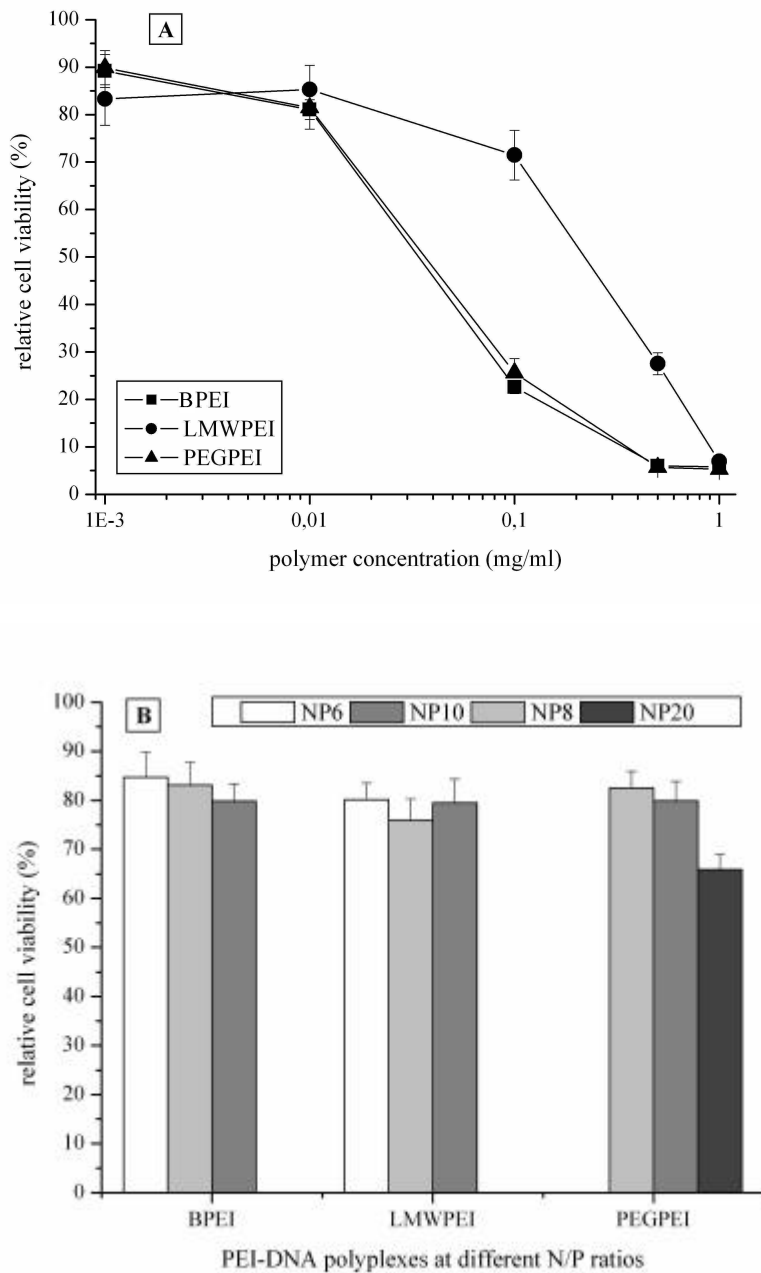 A
100
90
80
70
60
50
40
30
20
10
0
relative cell viability (%)
BPEI
LMWPEI
PEGPEI
1E-3 0,01 0,1 1
polymer concentration (mg/ml)
B
NP6 NP10 NP8 NP20
100
90
80
70
60
50
40
30
20
10
0
relative cell viability (%)
BPEI LMWPEI PEGPEI
PEI-DNA polyplexes at different N/P ratios